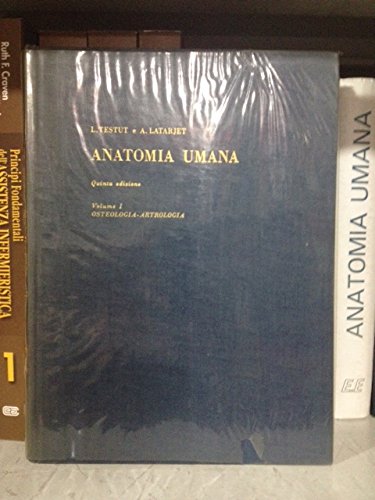 Ruth F. Craven
Principi Fondamentali
dell'ASSISTENZA INFERMIERISTICA
1
L. TESTUT e A. LATARJET
ANATOMIA UMANA
Quinta edizione
Volume I
OSTEOLOGIA-ARTROLOGIA
ANATOMIA UMANA
EE